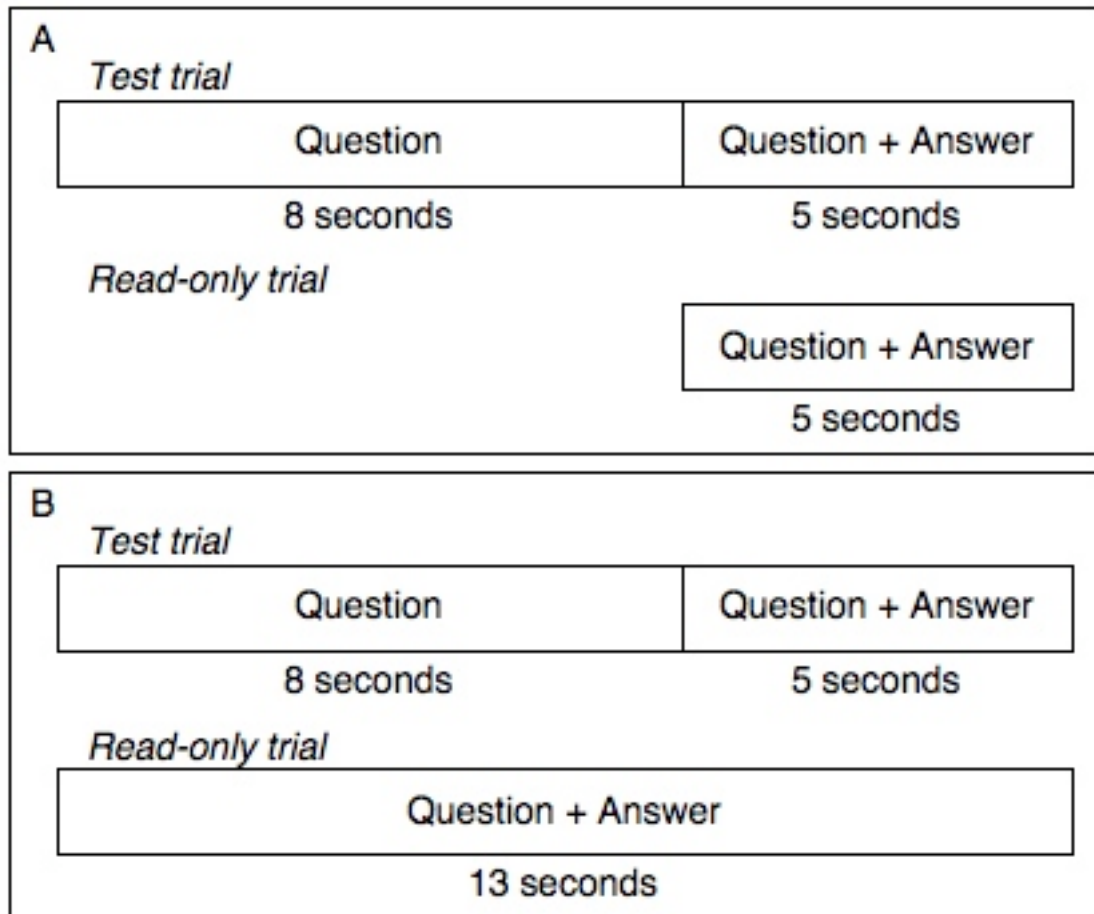 A
Test trial
Question Question + Answer
8 seconds 5 seconds
Read-only trial
Question + Answer
5 seconds
B
Test trial
Question Question + Answer
8 seconds 5 seconds
Read-only trial
Question + Answer
13 seconds